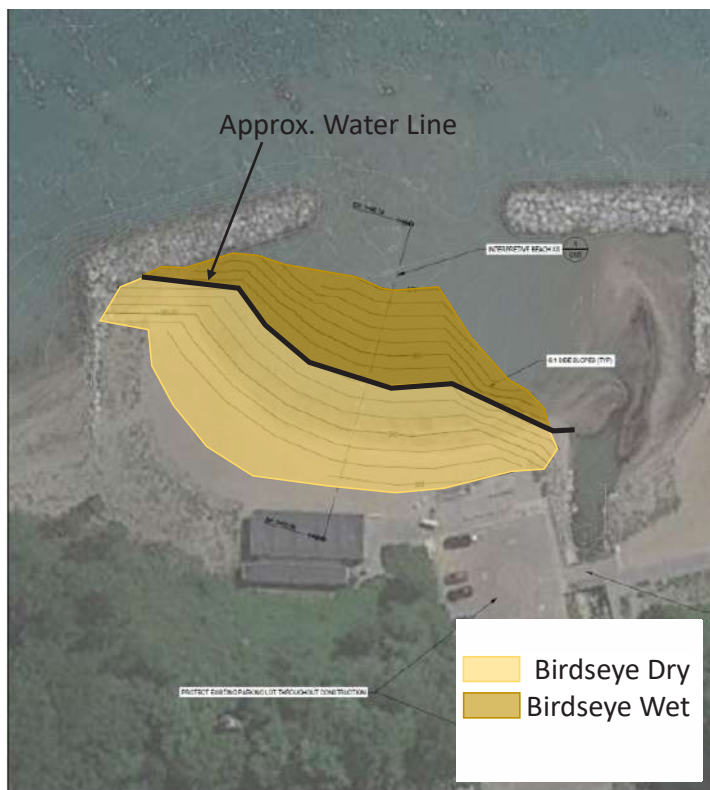 Approx. Water Line
INTERPRETIVE BEACH XS
6:1 SIDE SLOPES (TYP)
PROTECT EXISTING PARKING LOT THROUGHOUT CONSTRUCTION
Birdseye Dry
Birdseye Wet